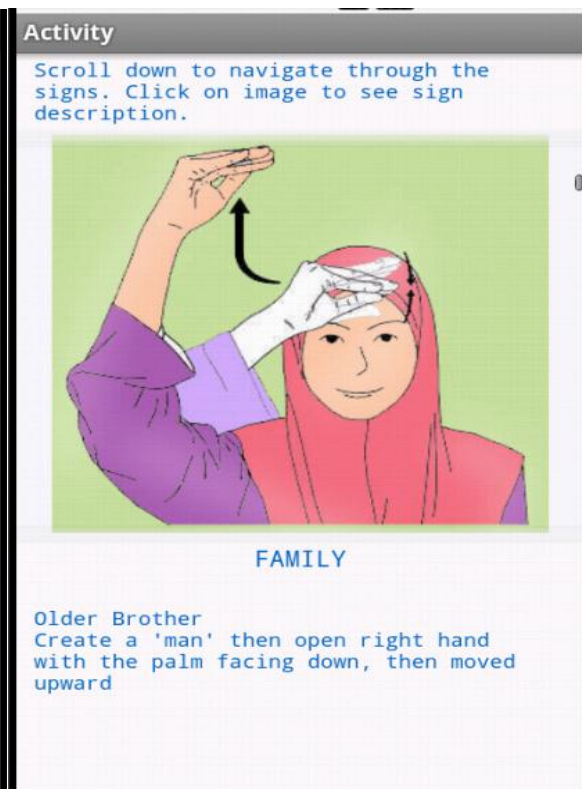 Activity
Scroll down to navigate through the
signs. Click on image to see sign
description.
FAMILY
Older Brother
Create a 'man' then open right hand
with the palm facing down, then moved
upward